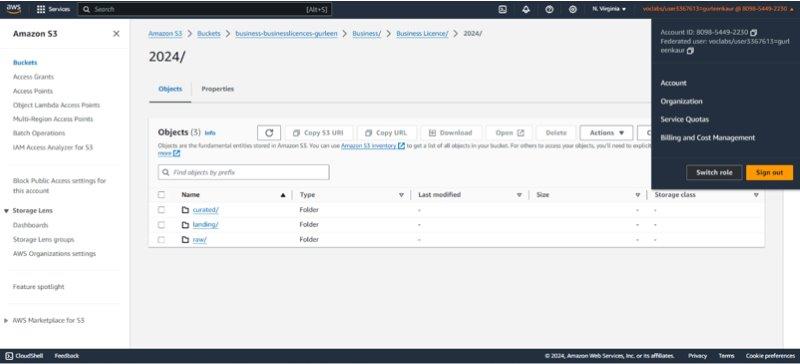 aws
Services
Search
[Alt+S]
N. Virginia
voclabs/user3367613=gurleenkaur @ 8098-5449-2230
Account ID: 8098-5449-2230
Federated user: voclabs/user3367613=gurl
eenkaur
Account
Organization
Service Quotas
Billing and Cost Management
Switch role
Sign out
Amazon S3
Buckets
Access Grants
Access Points
Object Lambda Access Points
Multi-Region Access Points
Batch Operations
IAM Access Analyzer for S3
Block Public Access settings for
this account
Storage Lens
Dashboards
Storage Lens groups
AWS Organizations settings
Feature spotlight
AWS Marketplace for S3
Amazon S3 > Buckets > business-businesslicences-gurleen > Business/ > Business Licence/ > 2024/
2024/
Objects
Properties
Objects (3) Info
Copy S3 URI
Copy URL
Download
Open
Delete
Actions
C
Objects are the fundamental entities stored in Amazon S3. You can use Amazon S3 inventory to get a list of all objects in your bucket. For others to access your objects, you'll need to explicit
more
Find objects by prefix
Name Type Last modified Size Storage class
curated/ Folder - - -
landing/ Folder - - -
raw/ Folder - - -
CloudShell Feedback © 2024, Amazon Web Services, Inc. or its affiliates. Privacy Terms Cookie preferences